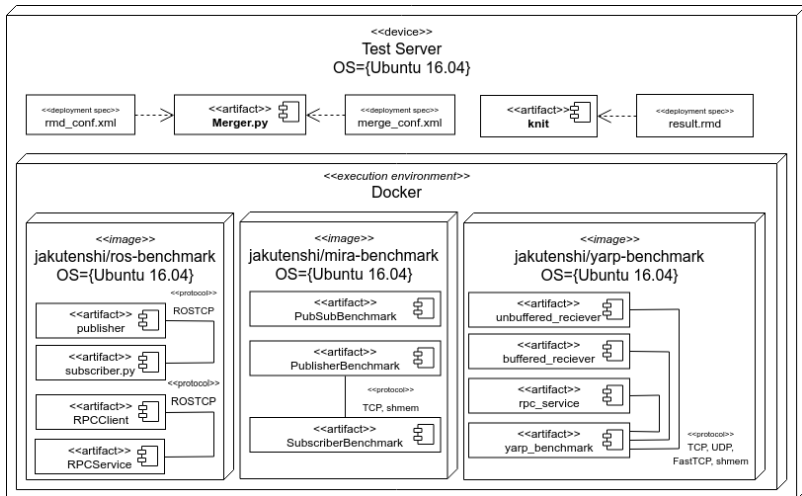 <<device>>
Test Server
OS={Ubuntu 16.04}
<<deployment spec>>
rmd_conf.xml
<<artifact>>
Merger.py
<<deployment spec>>
merge_conf.xml
<<artifact>>
knit
<<deployment spec>>
result.rmd
<<execution environment>>
Docker
<<image>>
jakutenshi/ros-benchmark
OS={Ubuntu 16.04}
<<protocol>>
ROSTCP
<<artifact>>
publisher
<<artifact>>
subscriber.py
<<protocol>>
ROSTCP
<<artifact>>
RPCClient
<<artifact>>
RPCService
<<image>>
jakutenshi/mira-benchmark
OS={Ubuntu 16.04}
<<artifact>>
PubSubBenchmark
<<artifact>>
PublisherBenchmark
<<protocol>>
TCP, shmem
<<artifact>>
SubscriberBenchmark
<<image>>
jakutenshi/yarp-benchmark
OS={Ubuntu 16.04}
<<artifact>>
unbuffered_reciever
<<artifact>>
buffered_reciever
<<artifact>>
rpc_service
<<artifact>>
yarp_benchmark
<<protocol>>
TCP, UDP,
FastTCP, shmem